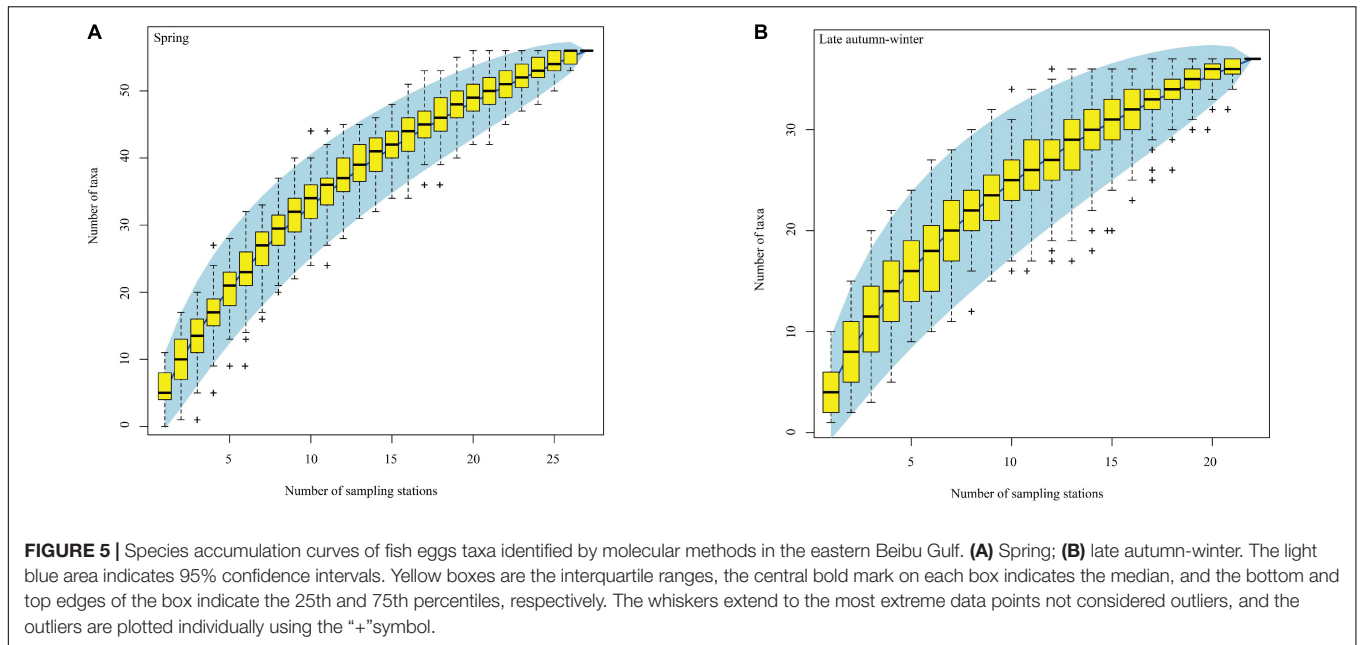 A
Spring
Number of taxa
0
10
20
30
40
50
5
10
15
20
25
Number of sampling stations
B
Late autumn-winter
Number of taxa
0
10
20
30
5
10
15
20
Number of sampling stations
FIGURE 5 | Species accumulation curves of fish eggs taxa identified by molecular methods in the eastern Beibu Gulf. (A) Spring; (B) late autumn-winter. The light
blue area indicates 95% confidence intervals. Yellow boxes are the interquartile ranges, the central bold mark on each box indicates the median, and the bottom and
top edges of the box indicate the 25th and 75th percentiles, respectively. The whiskers extend to the most extreme data points not considered outliers, and the
outliers are plotted individually using the “+”symbol.